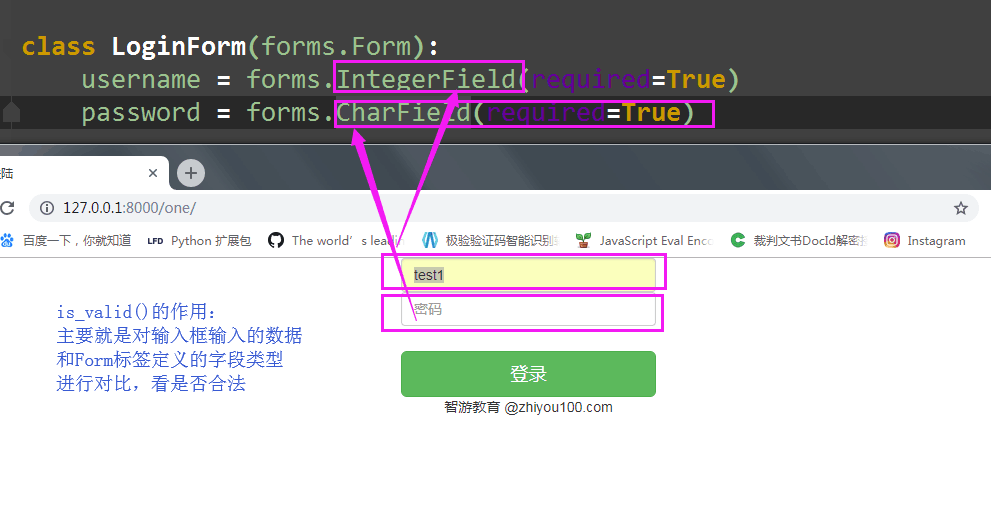 class LoginForm(forms.Form):
username = forms.IntegerField(required=True)
password = forms.CharField(required=True)
陆
127.0.0.1:8000/one/
百度一下，你就知道 LFD Python 扩展包 The world's leadi 极验验证码智能识别 JavaScript Eval Enc 裁判文书DocId解密 Instagram
test1
密码
is_valid()的作用:
主要就是对输入框输入的数据
和Form标签定义的字段类型
进行对比，看是否合法
登录
智游教育 @zhiyou100.com